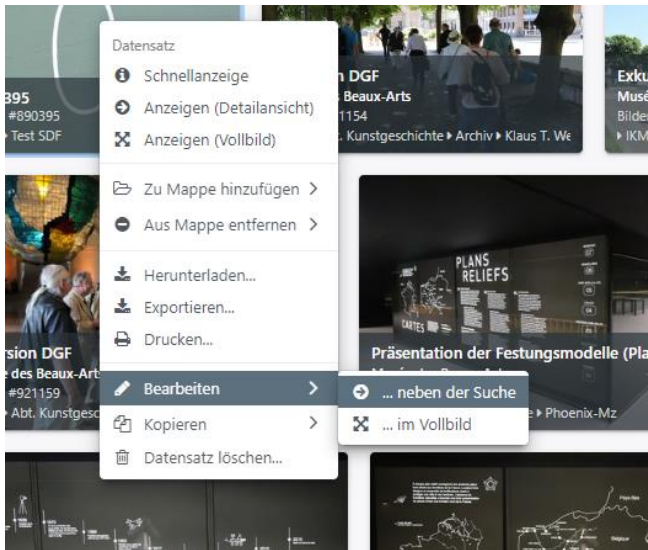 Datensatz
Schnellanzeige
Anzeigen (Detailansicht)
Anzeigen (Vollbild)
Zu Mappe hinzufügen
Aus Mappe entfernen
Herunterladen...
Exportieren...
Drucken...
Bearbeiten
... neben der Suche
... im Vollbild
Kopieren
Datensatz löschen...
395
#890395
Test SDF
DGF
Beaux-Arts
1154
Kunstgeschichte Archiv Klaus T. We
Exku
Musé
Bilder
IKM
rsion DGF
e des Beaux-Art
#921159
Abt. Kunstgesc
PLANS
RELIEFS
CARTES
Präsentation der Festungsmodelle (Pla
Phoenix-Mz